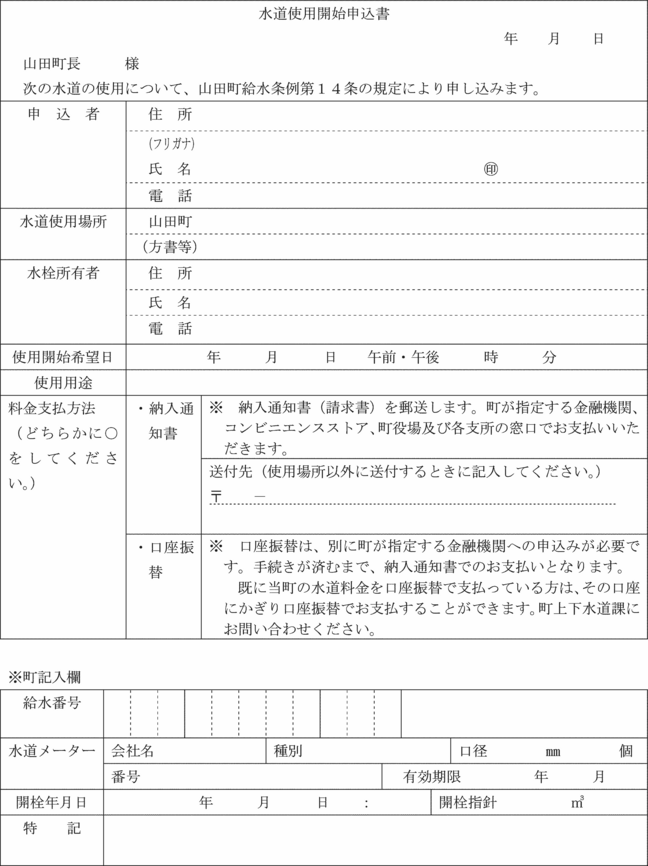 水道使用開始申込書
年　　月　　日
山田町長　　　様
次の水道の使用について、山田町給水条例第１４条の規定により申し込みます。
申　込　者
住　所
(フリガナ)
氏　名　　　　　　　　㊞
電　話
水道使用場所
山田町
（方書等）
水栓所有者
住　所
氏　名
電　話
使用開始希望日
年　　　月　　　日　　午前・午後　　　時　　　分
使用用途
料金支払方法
（どちらかに○
をしてくださ
い。）
・納入通
知書
※　納入通知書（請求書）を郵送します。町が指定する金融機関、
コンビニエンスストア、町役場及び各支所の窓口でお支払いいた
だきます。
送付先（使用場所以外に送付するときに記入してください。）
〒　　－
・口座振
替
※　口座振替は、別に町が指定する金融機関への申込みが必要で
す。手続きが済むまで、納入通知書でのお支払いとなります。
既に当町の水道料金を口座振替で支払っている方は、その口座
にかぎり口座振替でお支払することができます。町上下水道課に
お問い合わせください。
※町記入欄
給水番号
水道メーター
会社名
種別
口径　　　　㎜　　　　個
番号
有効期限　　　　　年　　　月
開栓年月日
年　　　月　　　日　　：
開栓指針　　　　　㎥
特　　記